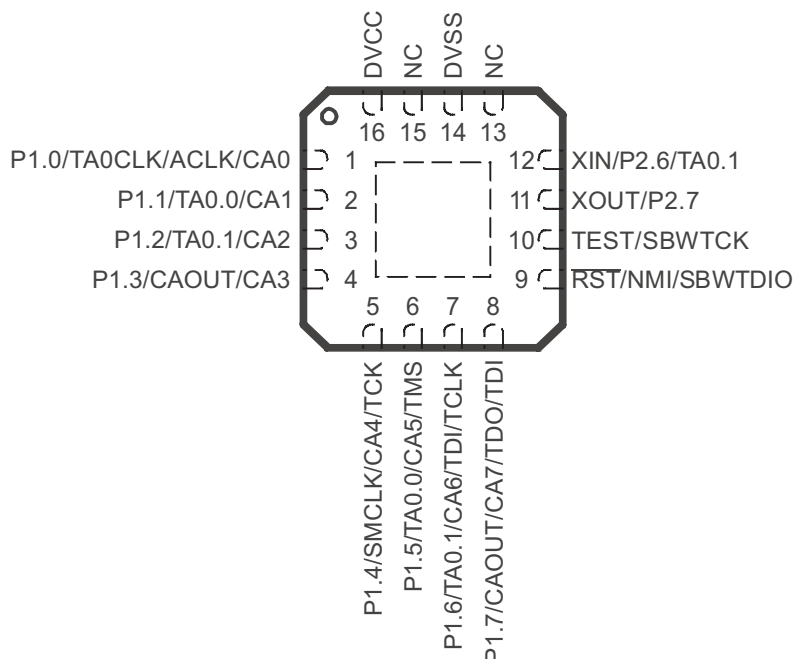 DVCC
NC
DVSS
NC
16
15
14
13
P1.0/TA0CLK/ACLK/CA0
1
12
XIN/P2.6/TA0.1
P1.1/TA0.0/CA1
2
11
XOUT/P2.7
P1.2/TA0.1/CA2
3
10
TEST/SBWTCK
P1.3/CAOUT/CA3
4
9
RST/NMI/SBWTDIO
5
6
7
8
P1.4/SMCLK/CA4/TCK
P1.5/TA0.0/CA5/TMS
P1.6/TA0.1/CA6/TDI/TCLK
P1.7/CAOUT/CA7/TDO/TDI